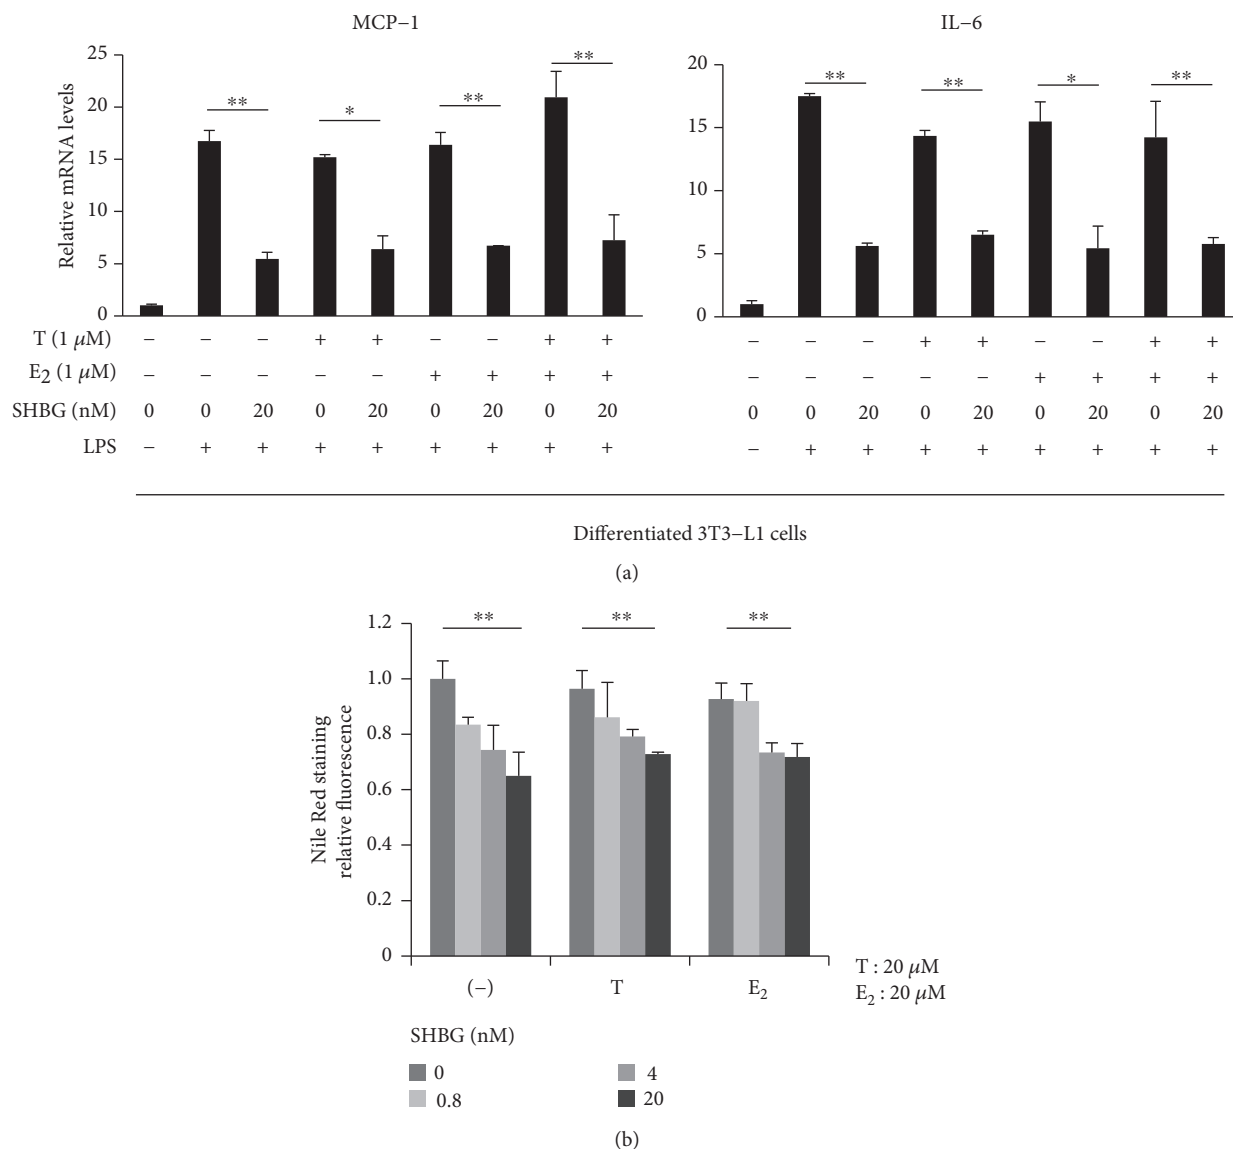 MCP–1
IL–6
Relative mRNA levels
25
20
15
10
5
0
** * ** **
20
15
10
5
0
** ** * **
T (1 μM) – – – + + – – + + – – – + + – – + +
E2 (1 μM) – – – – – + + + + – – – – – + + + +
SHBG (nM) 0 0 20 0 20 0 20 0 20 0 0 20 0 20 0 20 0 20
LPS – + + + + + + + + – + + + + + + + +
Differentiated 3T3–L1 cells
(a)
Nile Red staining
relative fluorescence
1.2
1.0
0.8
0.6
0.4
0.2
0
** ** **
(–) T E2
T : 20 μM
E2 : 20 μM
SHBG (nM)
0 4
0.8 20
(b)